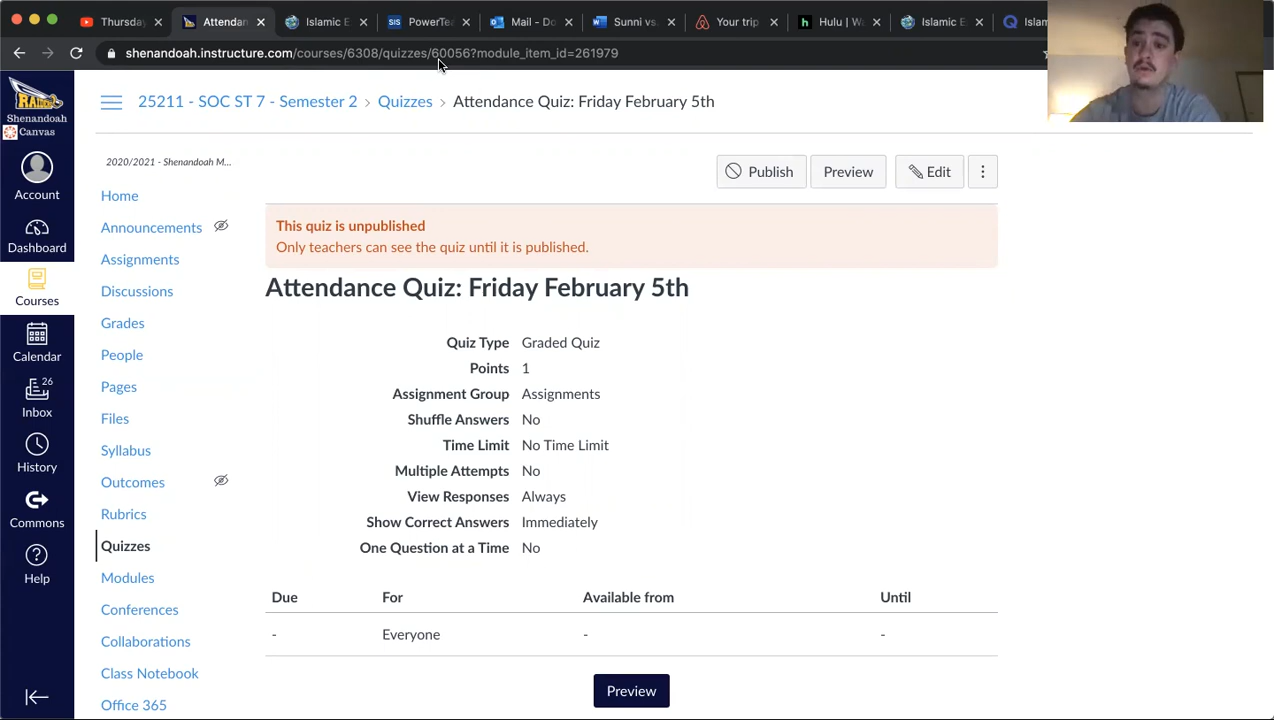 Thursday
Attendan
Islamic E
PowerTea
Mail - Do
Sunni vs.
Your trip
Hulu | Wa
Islamic E
Islam
shenandoah.instructure.com/courses/6308/quizzes/60056?module_item_id=261979
Shenandoah
Canvas
Account
Dashboard
Courses
Calendar
26
Inbox
History
Commons
Help
25211 - SOC ST 7 - Semester 2 > Quizzes > Attendance Quiz: Friday February 5th
2020/2021 - Shenandoah M...
Home
Announcements
Assignments
Discussions
Grades
People
Pages
Files
Syllabus
Outcomes
Rubrics
Quizzes
Modules
Conferences
Collaborations
Class Notebook
Office 365
Publish
Preview
Edit
This quiz is unpublished
Only teachers can see the quiz until it is published.
Attendance Quiz: Friday February 5th
Quiz Type Graded Quiz
Points 1
Assignment Group Assignments
Shuffle Answers No
Time Limit No Time Limit
Multiple Attempts No
View Responses Always
Show Correct Answers Immediately
One Question at a Time No
Due For Available from Until
- Everyone - -
Preview